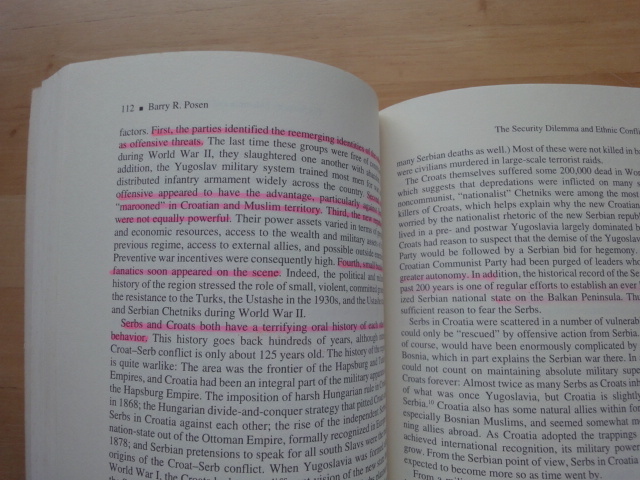 112 ■ Barry R. Posen
factors. First, the parties identified the reemerging identities of the
as offensive threats. The last time these groups were free of
during World War II, they slaughtered one another with
addition, the Yugoslav military system trained most men for
distributed infantry armament widely across the country.
offensive appeared to have the advantage, particularly
"marooned" in Croatian and Muslim territory. Third, the new
were not equally powerful. Their power assets varied in terms of
and economic resources, access to the wealth and military assets
previous regime, access to external allies, and possible outside
Preventive war incentives were consequently high. Fourth, small
fanatics soon appeared on the scene. Indeed, the political and
history of the region stressed the role of small, violent, committed
the resistance to the Turks, the Ustashe in the 1930s, and the Ustashe
and Serbian Chetniks during World War II.
Serbs and Croats both have a terrifying oral history of each
behavior. This history goes back hundreds of years, although
Croat–Serb conflict is only about 125 years old. The history of the
is quite warlike: The area was the frontier of the Hapsburg and
Empires, and Croatia had been an integral part of the military
the Hapsburg Empire. The imposition of harsh Hungarian rule
in 1868; the Hungarian divide-and-conquer strategy that pitted
Serbs in Croatia against each other; the rise of the independent
nation-state out of the Ottoman Empire, formally recognized in
1878; and Serbian pretensions to speak for all south Slavs were the
origins of the Croat–Serb conflict. When Yugoslavia was
World War I, the Croats vision of the new
The Security Dilemma and Ethnic
many Serbian deaths as well.) Most of these were not killed in
were civilians murdered in large-scale terrorist raids.
The Croats themselves suffered some 200,000 dead in
which suggests that depredations were inflicted on many
noncommunist, "nationalist" Chetniks were among the most
killers of Croats, which helps explain why the new Croatian
worried by the nationalist rhetoric of the new Serbian
lived in a pre- and postwar Yugoslavia largely dominated
Croats had reason to suspect that the demise of the Yugoslav
Party would be followed by a Serbian bid for hegemony.
Croatian Communist Party had been purged of leaders who
greater autonomy. In addition, the historical record of the
past 200 years is one of regular efforts to establish an ever
ized Serbian national state on the Balkan Peninsula.
sufficient reason to fear the Serbs.
Serbs in Croatia were scattered in a number of
could only be "rescued" by offensive action from Serbia.
of course, would have been enormously complicated by
Bosnia, which in part explains the Serbian war there. In
could not count on maintaining absolute military
Croats forever: Almost twice as many Serbs as Croats
of what was once Yugoslavia, but Croatia is slightly
Serbia.¹⁰ Croatia also has some natural allies within
especially Bosnian Muslims, and seemed somewhat
ning allies abroad. As Croatia adopted the trappings
achieved international recognition, its military power
grow. From the Serbian point of view, Serbs in
expected to become more so as time went by.
From a